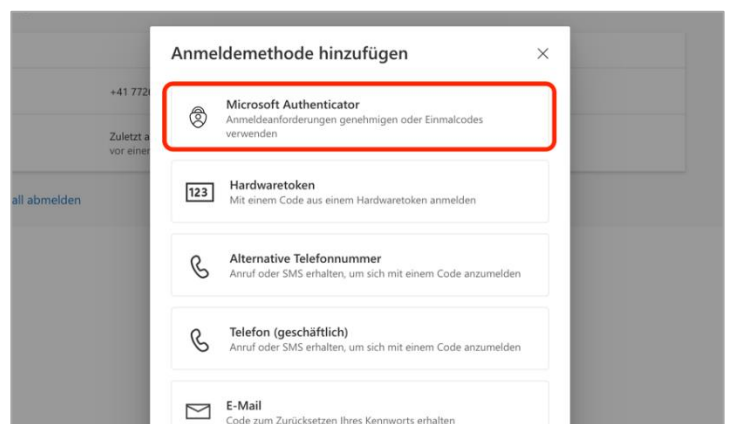 Anmeldemethode hinzufügen
+41 772
Microsoft Authenticator
Anmeldeanforderungen genehmigen oder Einmalcodes
verwenden
Zuletzt a
vor einer
all abmelden
Hardwaretoken
123
Mit einem Code aus einem Hardwaretoken anmelden
Alternative Telefonnummer
Anruf oder SMS erhalten, um sich mit einem Code anzumelden
Telefon (geschäftlich)
Anruf oder SMS erhalten, um sich mit einem Code anzumelden
E-Mail
Code zum Zurücksetzen Ihres Kennworts erhalten